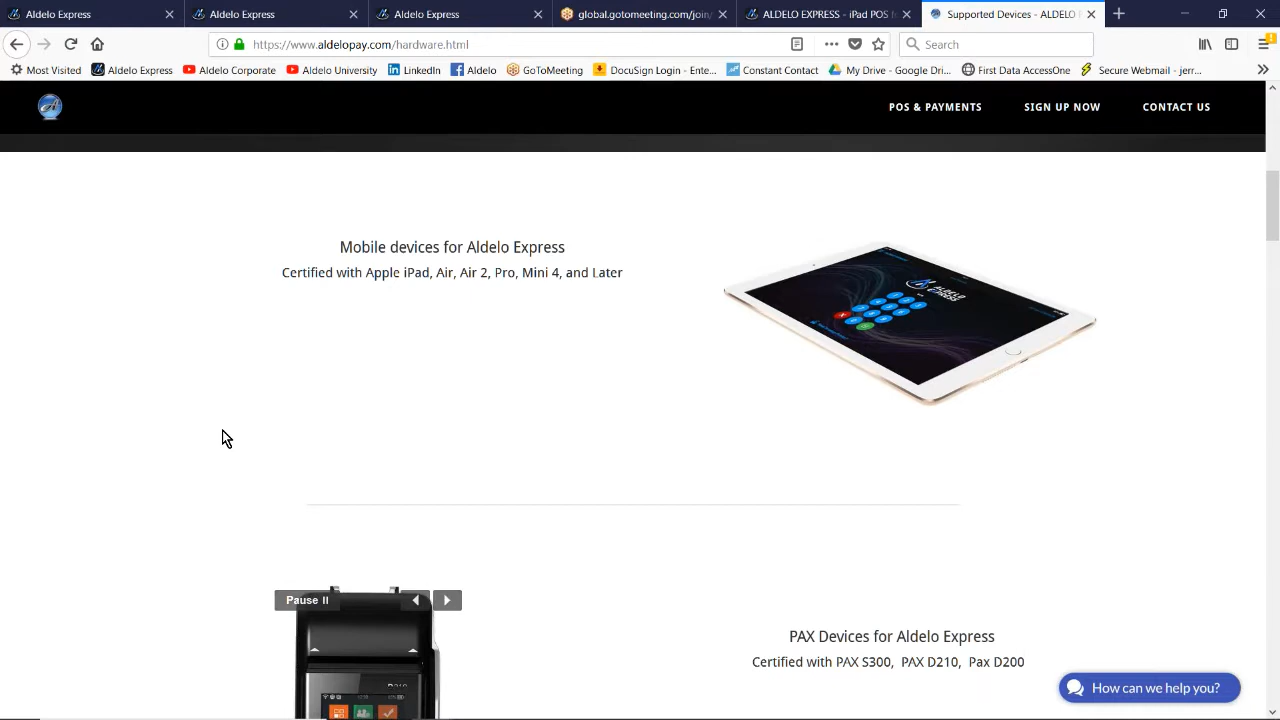 Aldelo Express
Aldelo Express
Aldelo Express
global.gotomeeting.com/join/
ALDELO EXPRESS - iPad POS f
Supported Devices - ALDELO E
https://www.aldelopay.com/hardware.html
Search
Most Visited
Aldelo Express
Aldelo Corporate
Aldelo University
LinkedIn
Aldelo
GoToMeeting
DocuSign Login - Ente...
Constant Contact
My Drive - Google Dri...
First Data AccessOne
Secure Webmail - jerr...
POS & PAYMENTS
SIGN UP NOW
CONTACT US
Mobile devices for Aldelo Express
Certified with Apple iPad, Air, Air 2, Pro, Mini 4, and Later
ALDELO
EXPRESS
Pause II
PAX Devices for Aldelo Express
Certified with PAX S300, PAX D210, Pax D200
D210
How can we help you?